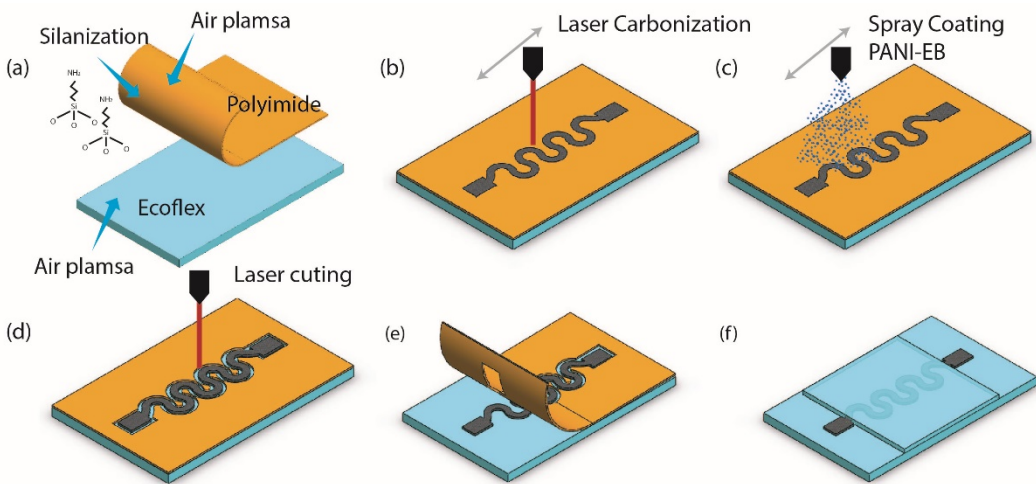 Air plamsa
Silanization
(a)
NH₂
NH₂
Si
O
O
O
Si
O
O
O
Polyimide
Ecoflex
Air plamsa
(b)
Laser Carbonization
(c)
Spray Coating
PANI-EB
(d)
Laser cuting
(e)
(f)